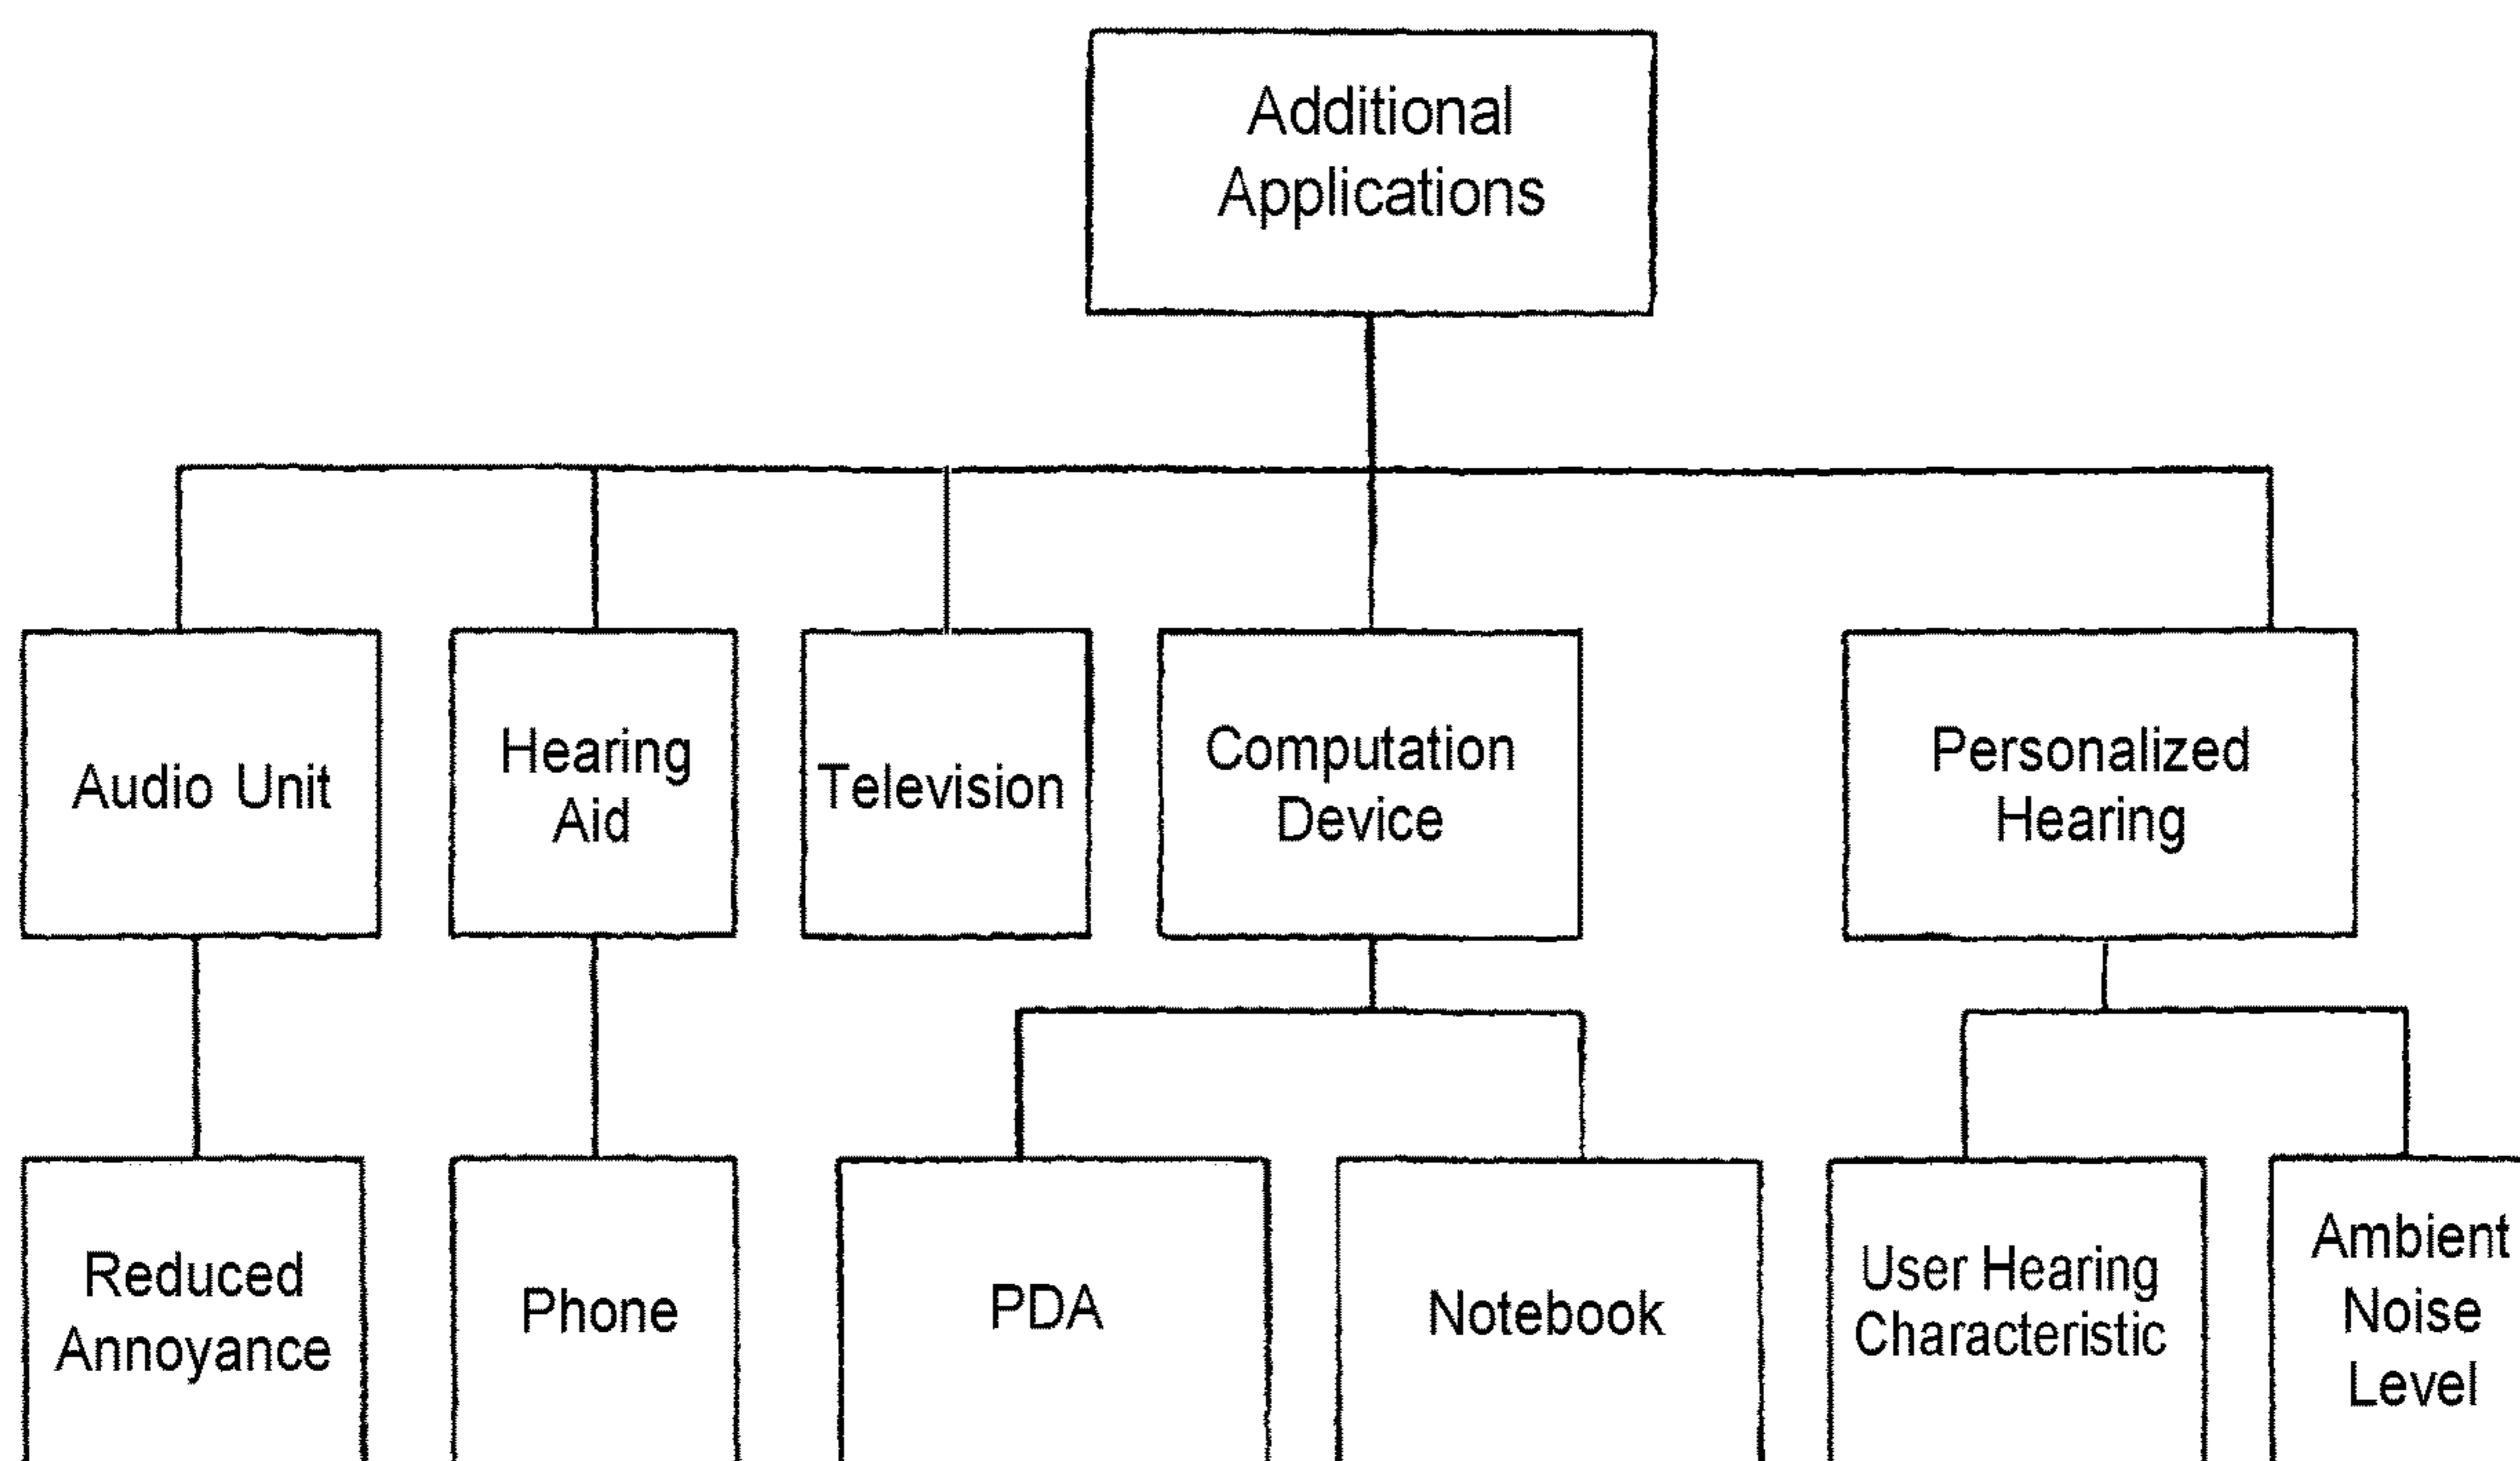 Additional
Applications
Audio Unit
Hearing
Aid
Television
Computation
Device
Personalized
Hearing
Reduced
Annoyance
Phone
PDA
Notebook
User Hearing
Characteristic
Ambient
Noise
Level